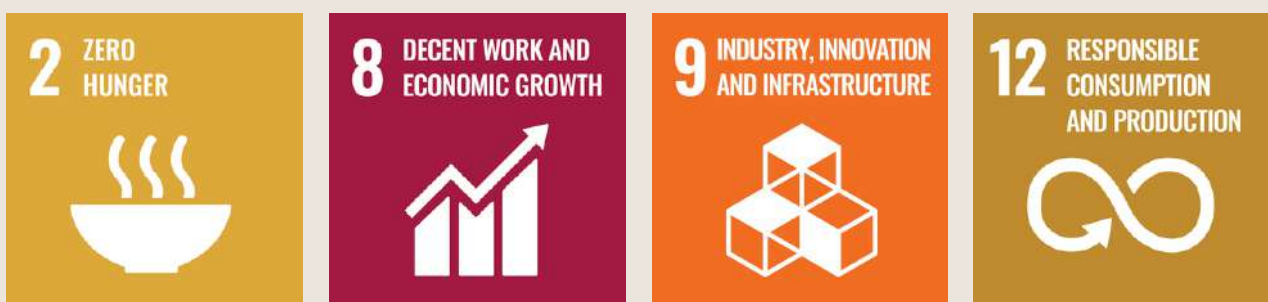 2 ZERO
HUNGER
8 DECENT WORK AND
ECONOMIC GROWTH
9 INDUSTRY, INNOVATION
AND INFRASTRUCTURE
12 RESPONSIBLE
CONSUMPTION
AND PRODUCTION